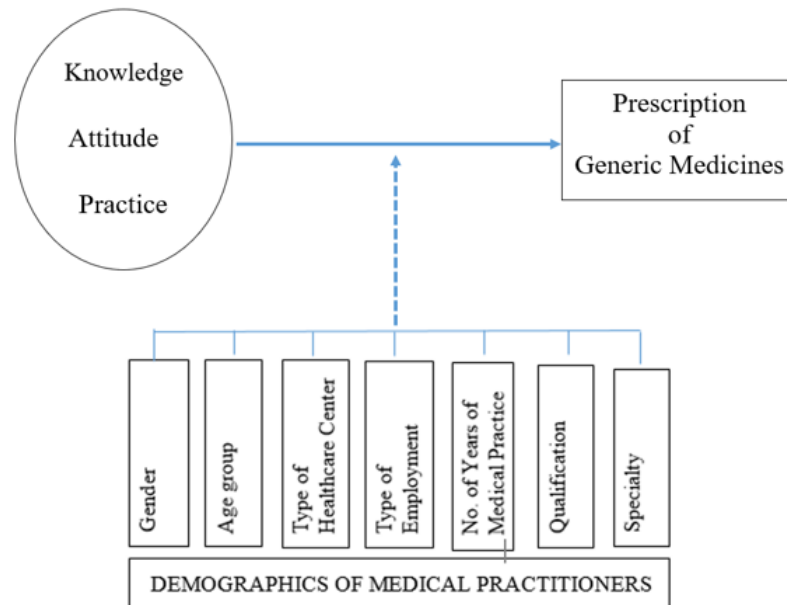 Knowledge
Attitude
Practice
Prescription
of
Generic Medicines
Gender
Age group
Type of
Healthcare Center
Type of
Employment
No. of Years of
Medical Practice
Qualification
Specialty
DEMOGRAPHICS OF MEDICAL PRACTITIONERS